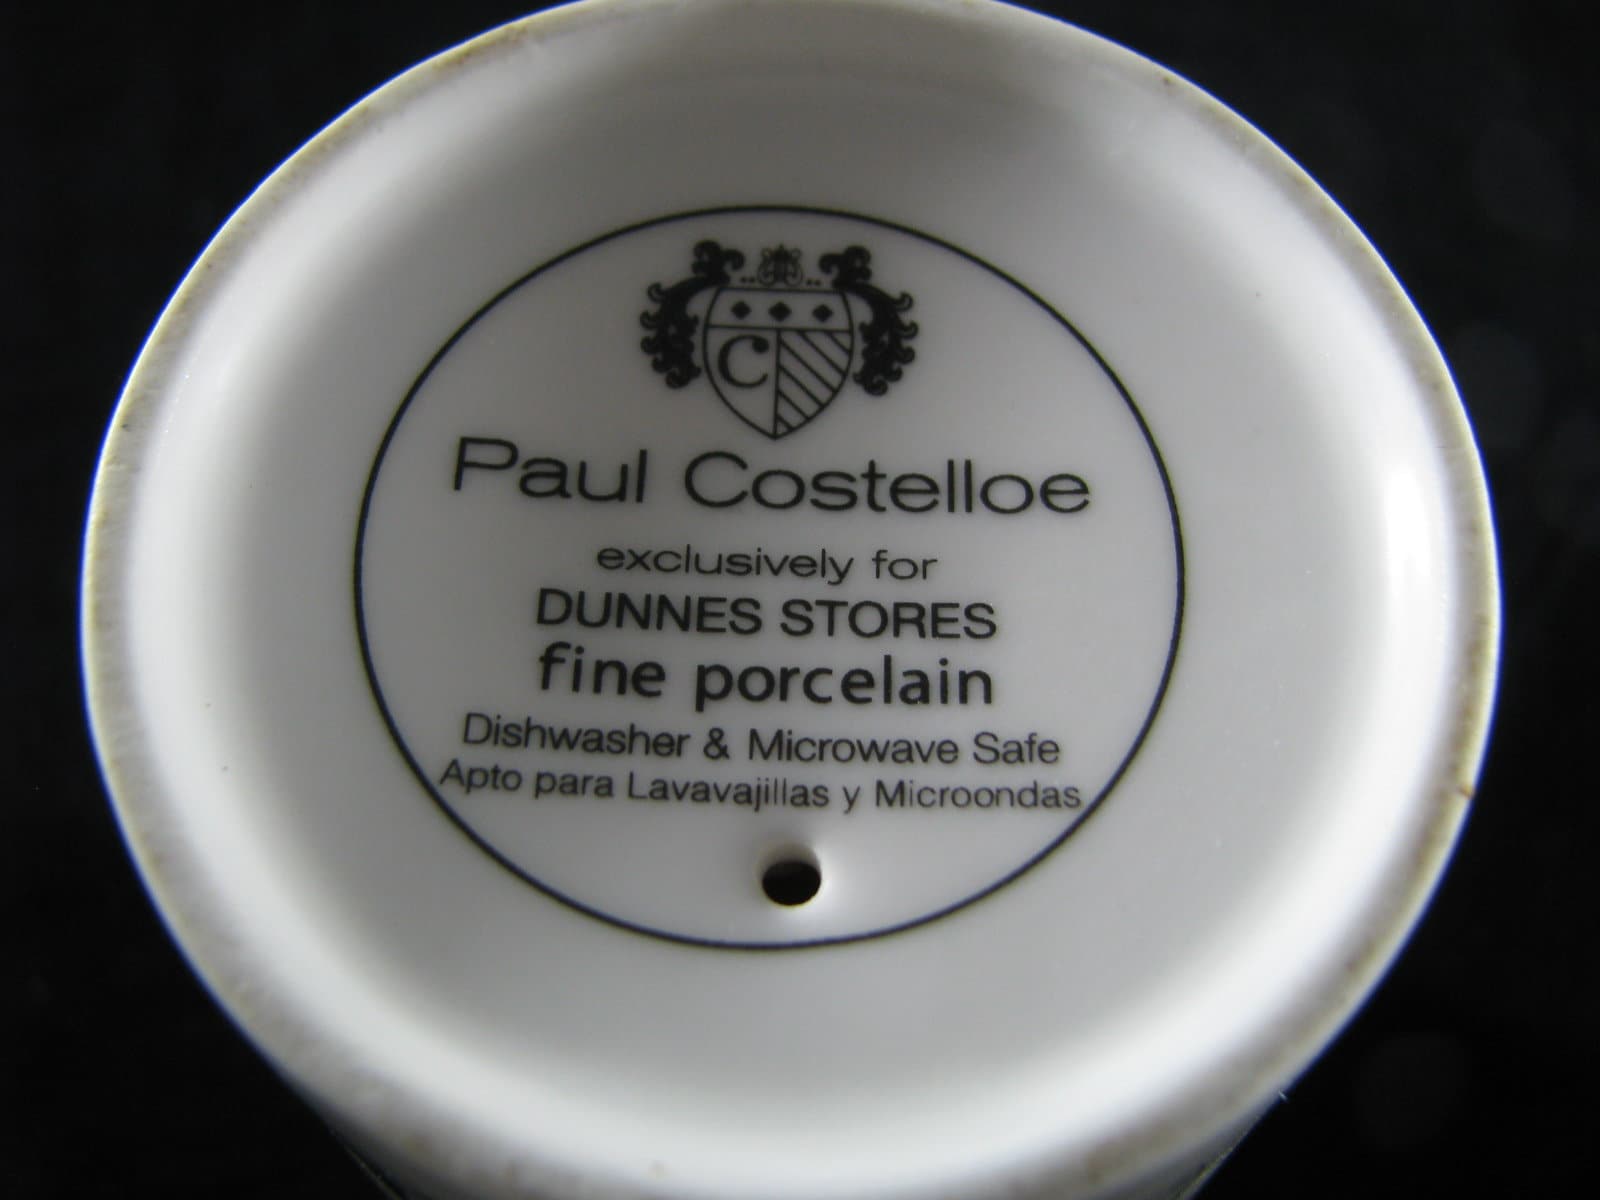 C
Paul Costelloe
exclusively for
DUNNES STORES
fine porcelain
Dishwasher & Microwave Safe
Apto para Lavavajillas y Microondas